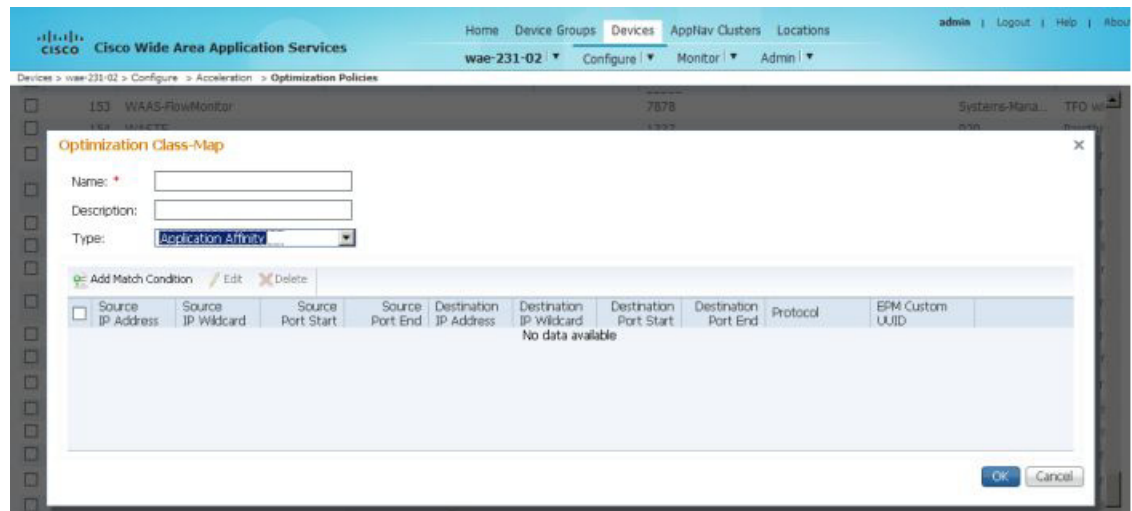 Home Device Groups Devices AppNav Clusters Locations
admin | Logout | Help | Abou
cisco Cisco Wide Area Application Services
wae-231-02 Configure Monitor Admin
Devices > wae-231-02 > Configure > Acceleration > Optimization Policies
153 WAAS-FlowMonitor 7878 Systems-Mana... TFO w
Optimization Class-Map
Name: *
Description:
Type: Application Affinity
Add Match Condition Edit Delete
Source IP Address Source IP Wildcard Source Port Start Source Port End Destination IP Address Destination IP Wildcard Destination Port Start Destination Port End Protocol EPM Custom UUID
No data available
OK Cancel